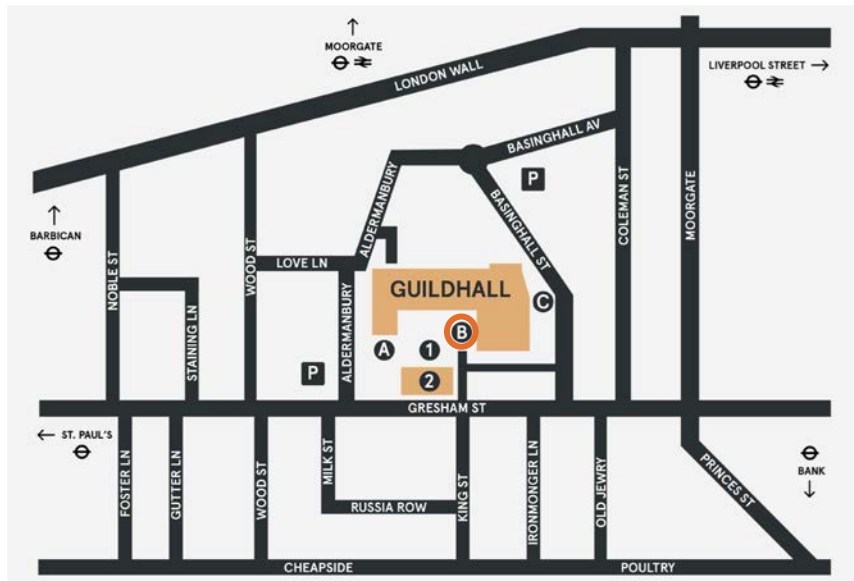 MOORGATE
LONDON WALL
LIVERPOOL STREET
BASINGHALL AV
P
BARBICAN
NOBLE ST
WOOD ST
ALDERMANBURY
BASINGHALL ST
COLEMAN ST
MOORGATE
LOVE LN
STAINING LN
GUILDHALL
C
B
A
1
ALDERMANBURY
P
2
GRESHAM ST
ST. PAUL'S
FOSTER LN
GUTTER LN
WOOD ST
MILK ST
RUSSIA ROW
KING ST
IRONMONGER LN
OLD JEWRY
PRINCES ST
BANK
CHEAPSIDE
POULTRY